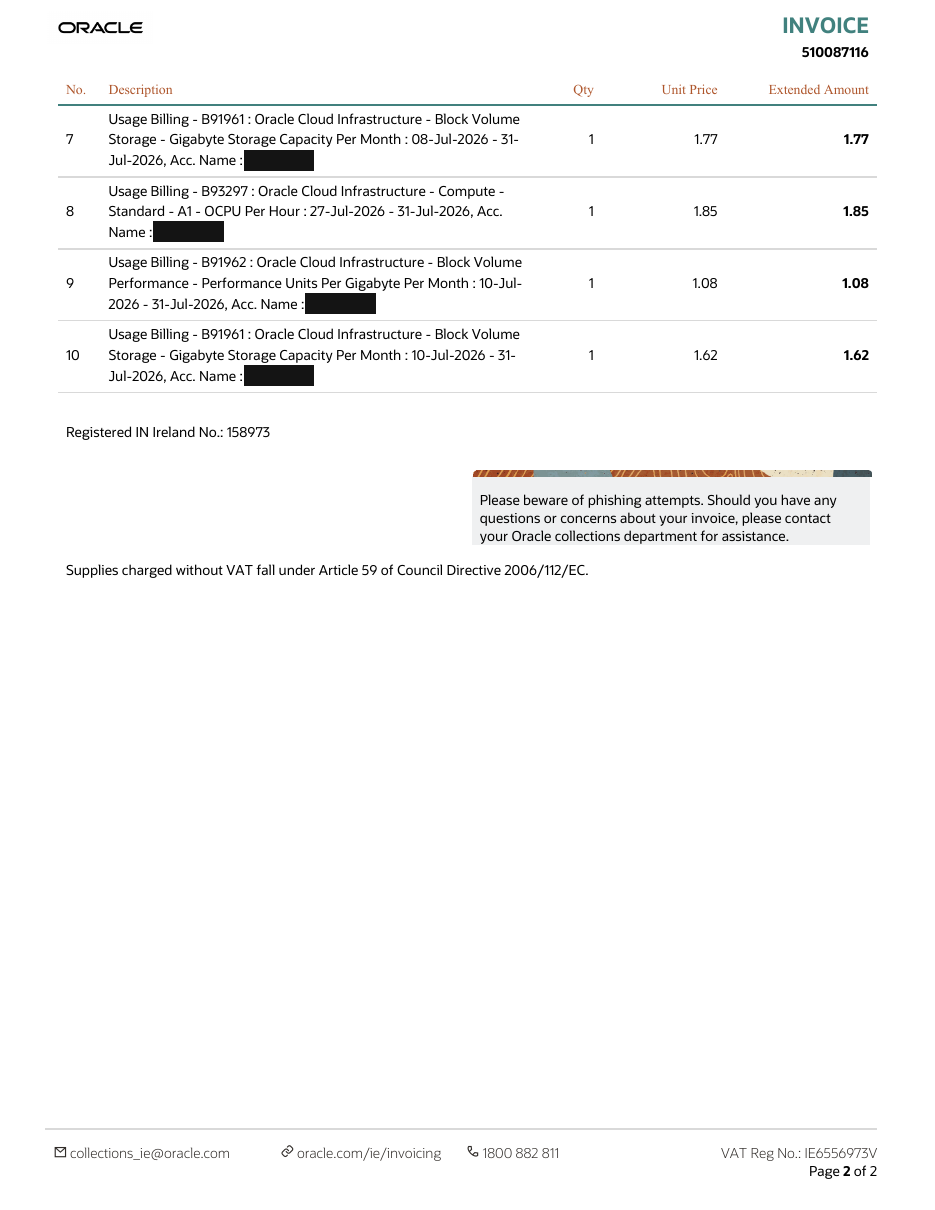 ORACLE
INVOICE
510087116
No. Description Qty Unit Price Extended Amount
Usage Billing - B91961 : Oracle Cloud Infrastructure - Block Volume
7 Storage - Gigabyte Storage Capacity Per Month : 08-Jul-2026 - 31- 1 1.77 1.77
Jul-2026, Acc. Name :
Usage Billing - B93297 : Oracle Cloud Infrastructure - Compute -
8 Standard - A1 - OCPU Per Hour : 27-Jul-2026 - 31-Jul-2026, Acc. 1 1.85 1.85
Name :
Usage Billing - B91962 : Oracle Cloud Infrastructure - Block Volume
9 Performance - Performance Units Per Gigabyte Per Month : 10-Jul- 1 1.08 1.08
2026 - 31-Jul-2026, Acc. Name :
Usage Billing - B91961 : Oracle Cloud Infrastructure - Block Volume
10 Storage - Gigabyte Storage Capacity Per Month : 10-Jul-2026 - 31- 1 1.62 1.62
Jul-2026, Acc. Name :
Registered IN Ireland No.: 158973
Please beware of phishing attempts. Should you have any
questions or concerns about your invoice, please contact
your Oracle collections department for assistance.
Supplies charged without VAT fall under Article 59 of Council Directive 2006/112/EC.
collections_ie@oracle.com oracle.com/ie/invoicing 1800 882 811 VAT Reg No.: IE6556973V
Page 2 of 2